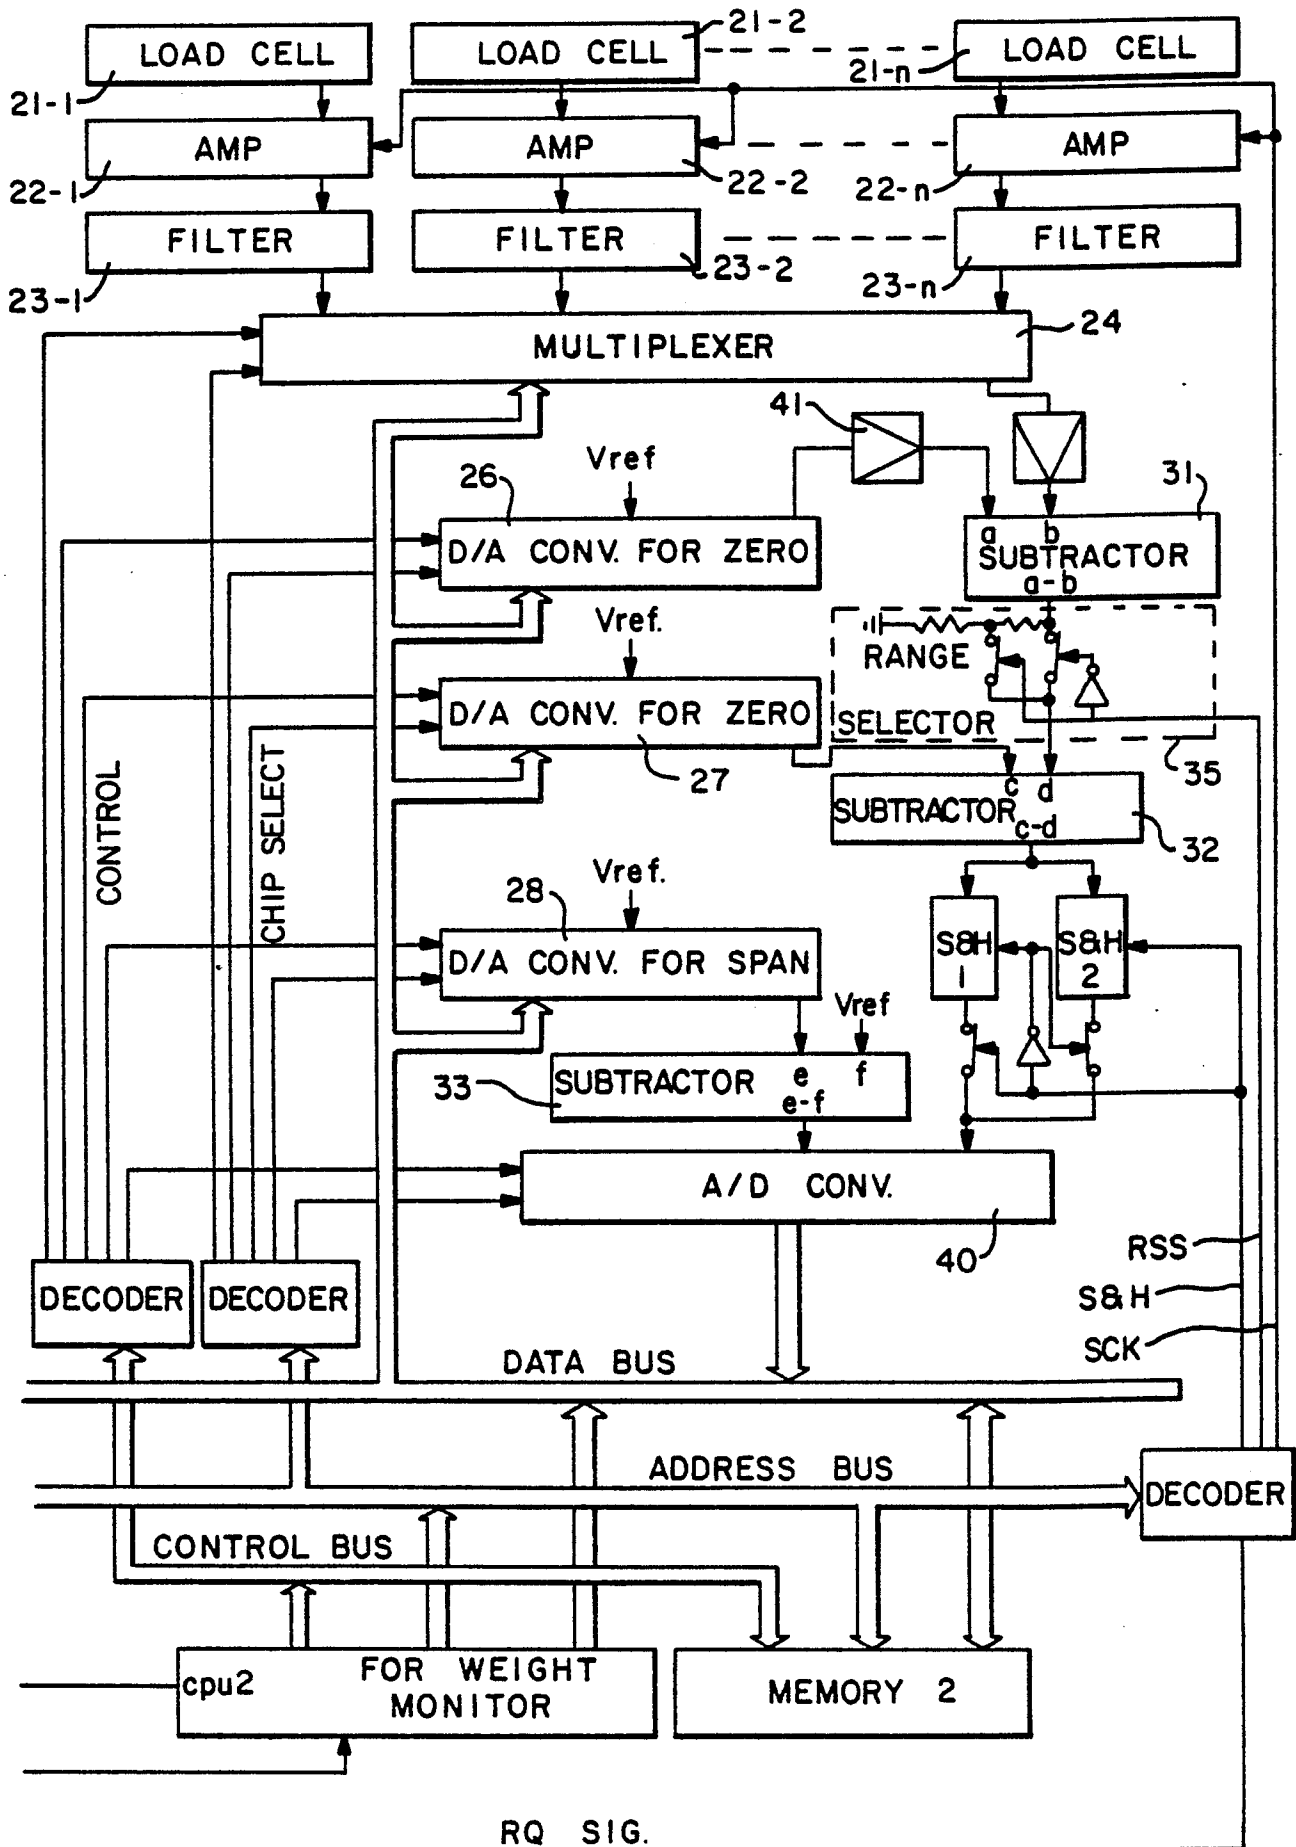 LOAD CELL
LOAD CELL
21-2
LOAD CELL
21-1
21-n
AMP
AMP
AMP
22-1
22-2
22-n
FILTER
FILTER
FILTER
23-1
23-2
23-n
MULTIPLEXER
24
41
Vref
26
31
D/A CONV. FOR ZERO
a b
SUBTRACTOR
a-b
Vref.
RANGE
D/A CONV. FOR ZERO
SELECTOR
27
35
c d
SUBTRACTOR
c-d
32
CONTROL
CHIP SELECT
Vref.
28
D/A CONV. FOR SPAN
S&H
1
S&H
2
Vref
33
SUBTRACTOR
e f
e-f
A/D CONV.
40
RSS
S&H
SCK
DECODER
DECODER
DATA BUS
ADDRESS BUS
DECODER
CONTROL BUS
cpu2
FOR WEIGHT
MONITOR
MEMORY 2
RQ SIG.